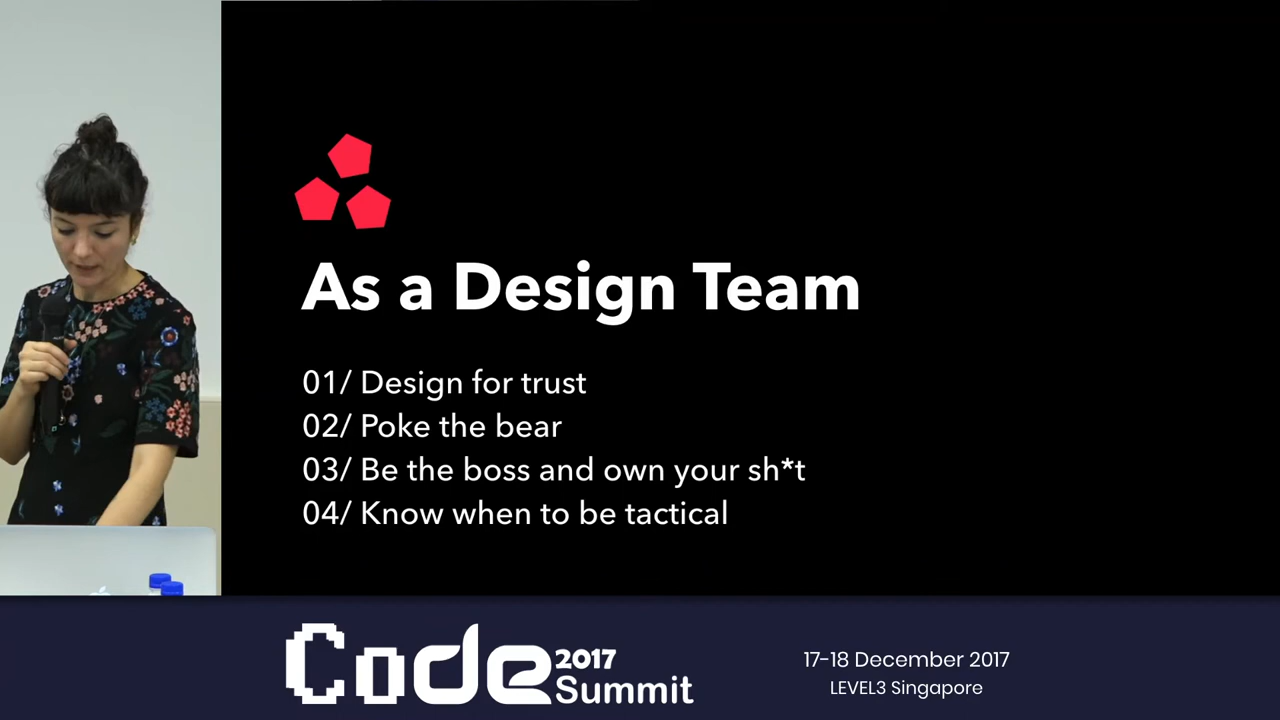 As a Design Team
01/ Design for trust
02/ Poke the bear
03/ Be the boss and own your sh*t
04/ Know when to be tactical
Code 2017 Summit
17-18 December 2017
LEVEL3 Singapore